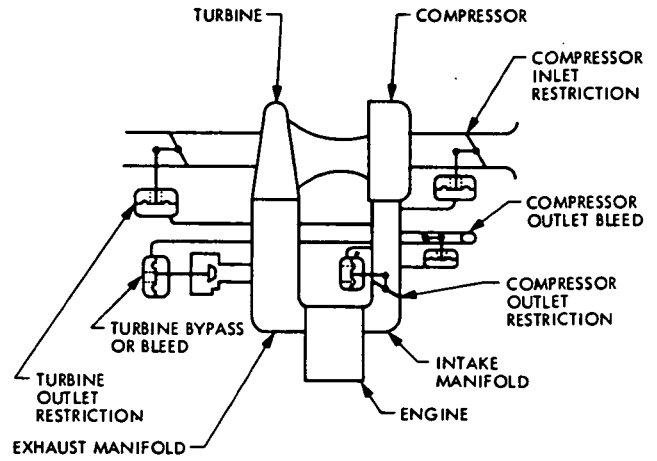 TURBINE
COMPRESSOR
COMPRESSOR
INLET
RESTRICTION
COMPRESSOR
OUTLET BLEED
COMPRESSOR
OUTLET
RESTRICTION
TURBINE BYPASS
OR BLEED
INTAKE
MANIFOLD
TURBINE
OUTLET
RESTRICTION
ENGINE
EXHAUST MANIFOLD